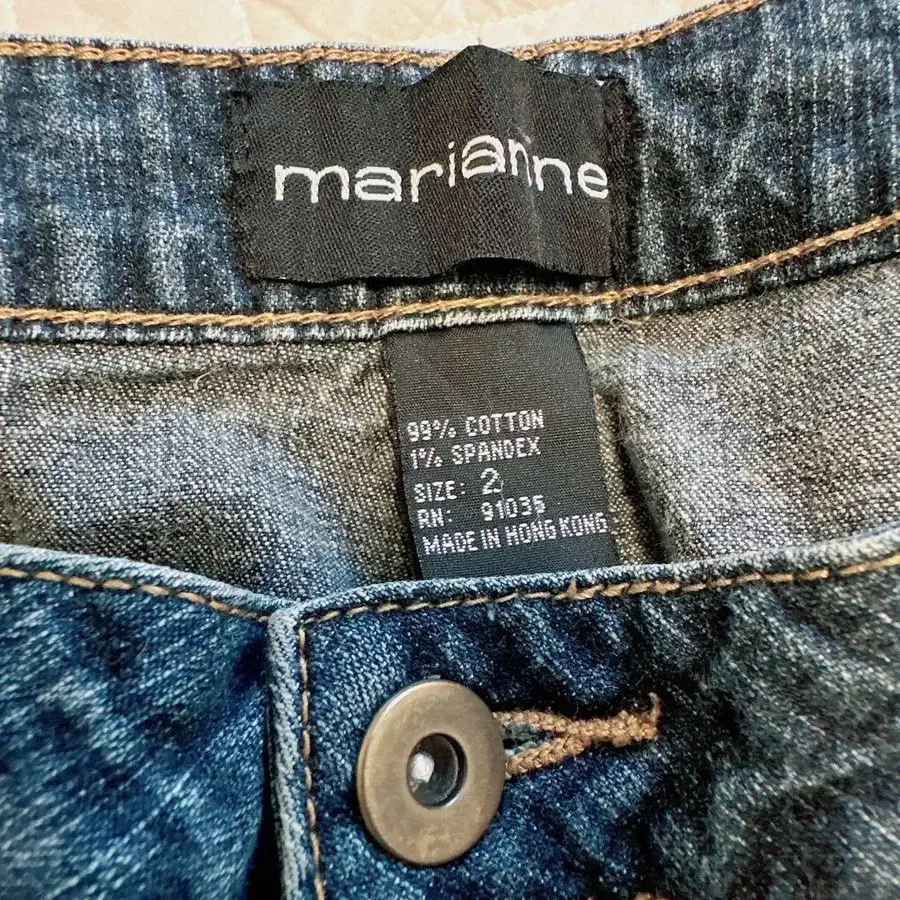 marianne
99% COTTON
1% SPANDEX
SIZE: 2
RN: 91035
MADE IN HONG KONG